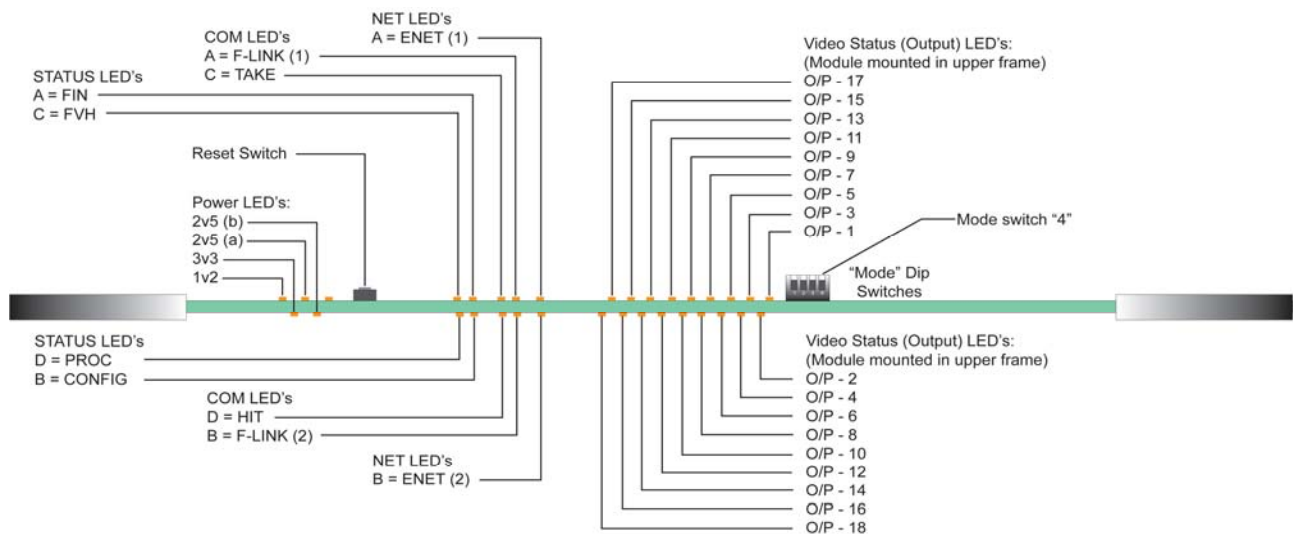 NET LED's
A = ENET (1)
COM LED's
A = F-LINK (1)
C = TAKE
STATUS LED's
A = FIN
C = FVH
Reset Switch
Power LED's:
2v5 (b)
2v5 (a)
3v3
1v2
Video Status (Output) LED's:
(Module mounted in upper frame)
O/P - 17
O/P - 15
O/P - 13
O/P - 11
O/P - 9
O/P - 7
O/P - 5
O/P - 3
O/P - 1
Mode switch “4”
“Mode” Dip
Switches
STATUS LED's
D = PROC
B = CONFIG
COM LED's
D = HIT
B = F-LINK (2)
NET LED's
B = ENET (2)
Video Status (Output) LED's:
(Module mounted in upper frame)
O/P - 2
O/P - 4
O/P - 6
O/P - 8
O/P - 10
O/P - 12
O/P - 14
O/P - 16
O/P - 18